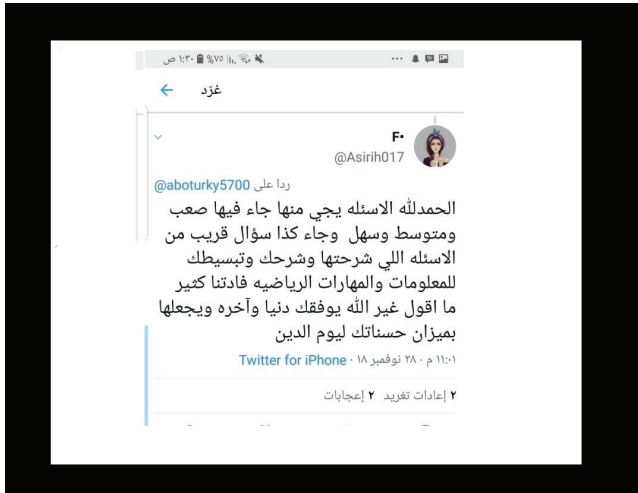 ١:٣٠ ص ٧٥%
غرّد
F•
@Asirih017
ردا على @aboturky5700
الحمدلله الاسئله يجي منها جاء فيها صعب
ومتوسط وسهل وجاء كذا سؤال قريب من
الاسئله اللي شرحتها وشرحك وتبسيطك
للمعلومات والمهارات الرياضيه فادتنا كثير
ما اقول غير الله يوفقك دنيا وآخره ويجعلها
بميزان حسناتك ليوم الدين
١١:٠١ م · ٢٨ نوفمبر ١٨ · Twitter for iPhone
٢ إعادات تغريد ٢ إعجابات